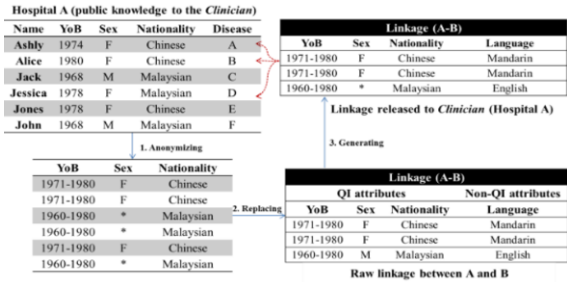 Hospital A (public knowledge to the Clinician)
Name YoB Sex Nationality Disease
Ashly 1974 F Chinese A
Alice 1980 F Chinese B
Jack 1968 M Malaysian C
Jessica 1978 F Malaysian D
Jones 1978 F Chinese E
John 1968 M Malaysian F
Linkage (A-B)
YoB Sex Nationality Language
1971-1980 F Chinese Mandarin
1971-1980 F Chinese Mandarin
1960-1980 * Malaysian English
Linkage released to Clinician (Hospital A)
1. Anonymizing
3. Generating
YoB Sex Nationality
1971-1980 F Chinese
1971-1980 F Chinese
1960-1980 * Malaysian
1960-1980 * Malaysian
1971-1980 F Chinese
1960-1980 * Malaysian
2. Replacing
Linkage (A-B)
QI attributes Non-QI attributes
YoB Sex Nationality Language
1971-1980 F Chinese Mandarin
1971-1980 F Chinese Mandarin
1960-1980 M Malaysian English
Raw linkage between A and B